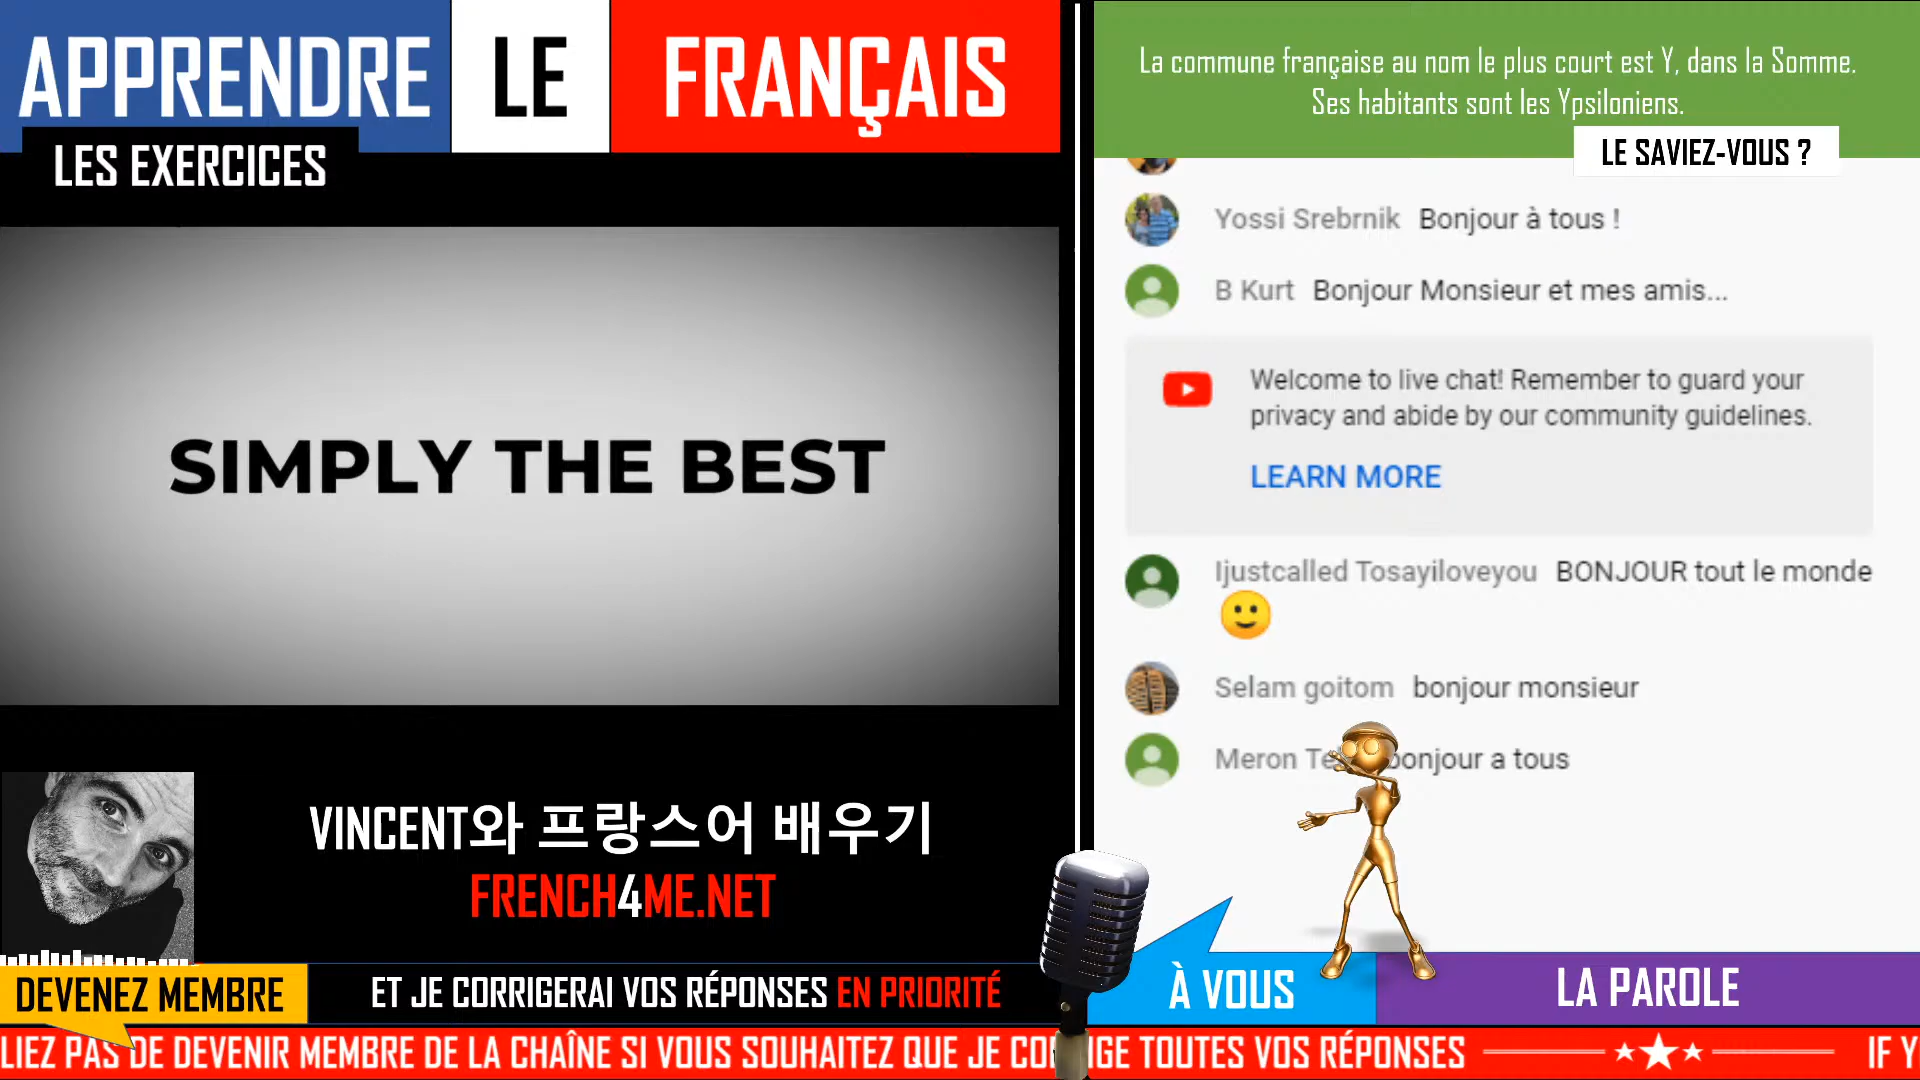 APPRENDRE LE FRANÇAIS
LES EXERCICES
SIMPLY THE BEST
VINCENT와 프랑스어 배우기
FRENCH4ME.NET
DEVENEZ MEMBRE
ET JE CORRIGERAI VOS RÉPONSES EN PRIORITÉ
La commune française au nom le plus court est Y, dans la Somme.
Ses habitants sont les Ypsiloniens.
LE SAVIEZ-VOUS ?
Yossi Srebrnik Bonjour à tous !
B Kurt Bonjour Monsieur et mes amis...
Welcome to live chat! Remember to guard your
privacy and abide by our community guidelines.
LEARN MORE
Ijustcalled Tosayiloveyou BONJOUR tout le monde
Selam goitom bonjour monsieur
Meron bonjour a tous
À VOUS
LA PAROLE
LIEZ PAS DE DEVENIR MEMBRE DE LA CHAÎNE SI VOUS SOUHAITEZ QUE JE TOUTES VOS RÉPONSES IF Y